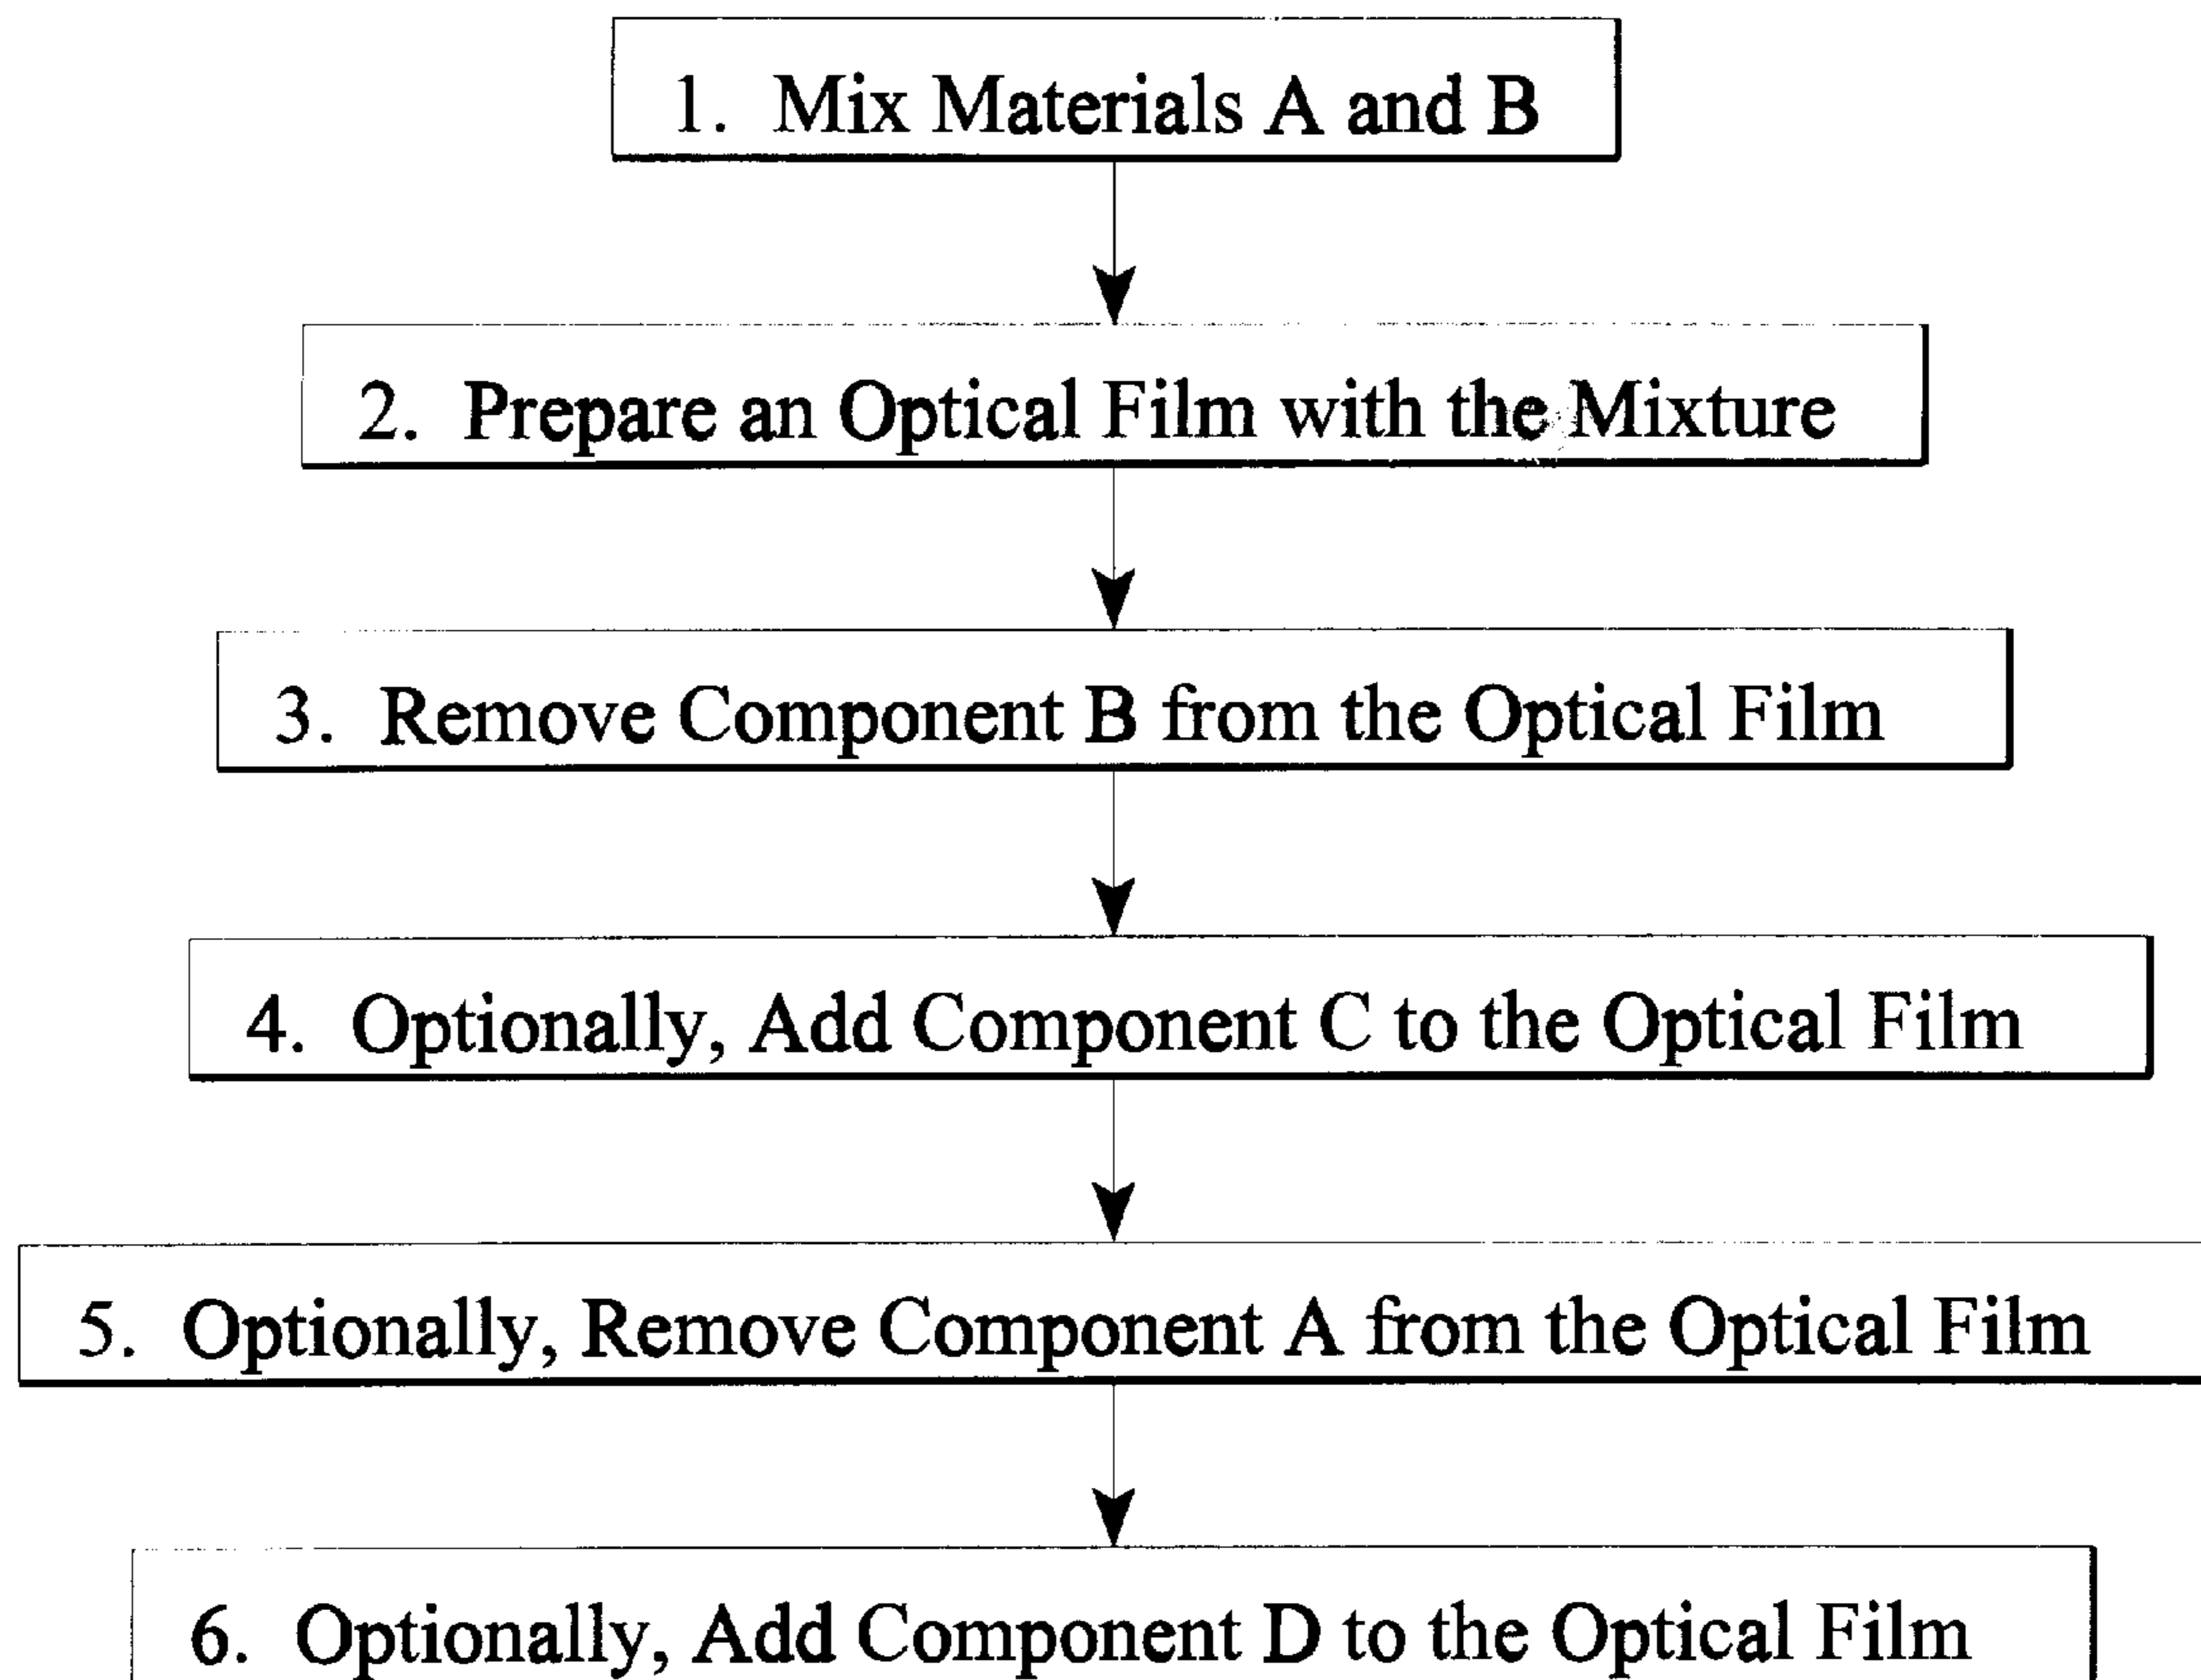 1. Mix Materials A and B
2. Prepare an Optical Film with the Mixture
3. Remove Component B from the Optical Film
4. Optionally, Add Component C to the Optical Film
5. Optionally, Remove Component A from the Optical Film
6. Optionally, Add Component D to the Optical Film